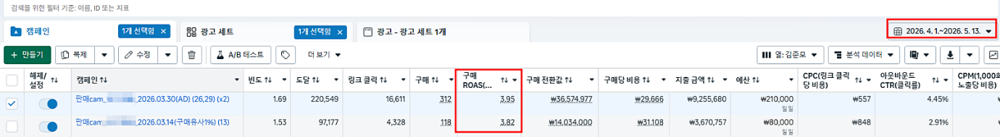 검색을 위한 필터 기준: 이름, ID 또는 지표
캠페인 1개 선택함 × 광고 세트 1개 선택함 × 광고 - 광고 세트 1개 2026. 4. 1.~2026. 5. 13.
+ 만들기 복제 수정 A/B 테스트 더 보기 열: 김준모 분석 데이터
해제/설정 캠페인 빈도 도달 링크 클릭 구매 구매 ROAS(... 구매 전환값 구매당 비용 지출 금액 예산 CPC(링크 클릭당 비용) 아웃바운드 CTR(클릭률) CPM(1,000회 노출당 비용)
판매cam_ _2026.03.30(AD) (26,29) (x2) 1.69 220,549 16,611 312 3.95 ₩36,574,977 ₩29,666 ₩9,255,680 ₩210,000 ₩557 4.45%
일일
판매cam_ _2026.03.14(구매유사1%) (13) 1.53 97,177 4,328 118 3.82 ₩14,034,000 ₩31,108 ₩3,670,757 ₩80,000 ₩848 2.91%
일일